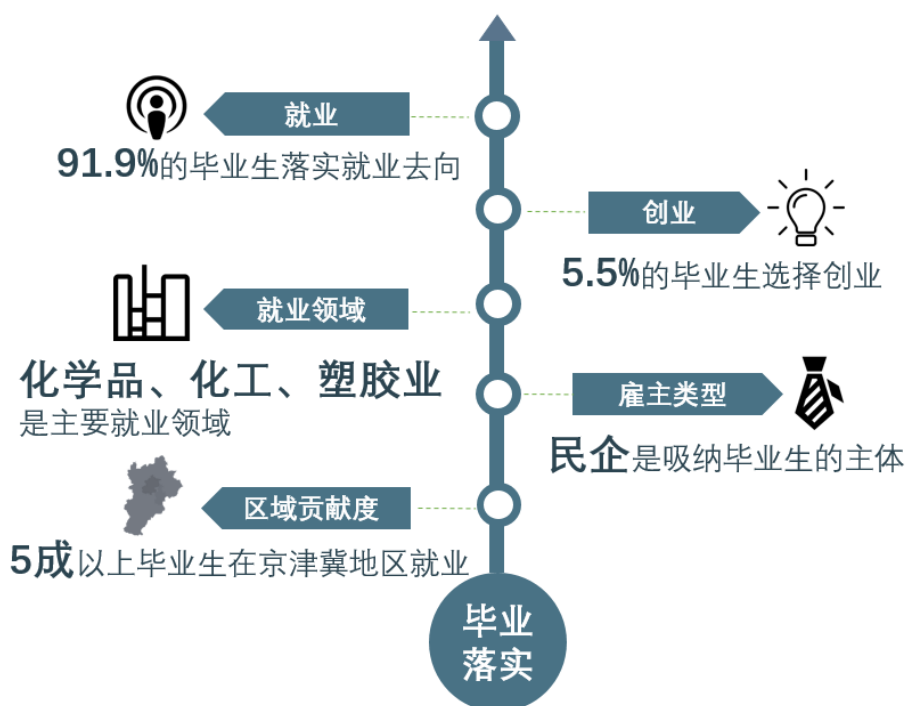 就业
91.9%的毕业生落实就业去向
创业
5.5%的毕业生选择创业
就业领域
化学品、化工、塑胶业
是主要就业领域
雇主类型
民企是吸纳毕业生的主体
区域贡献度
5成以上毕业生在京津冀地区就业
毕业
落实